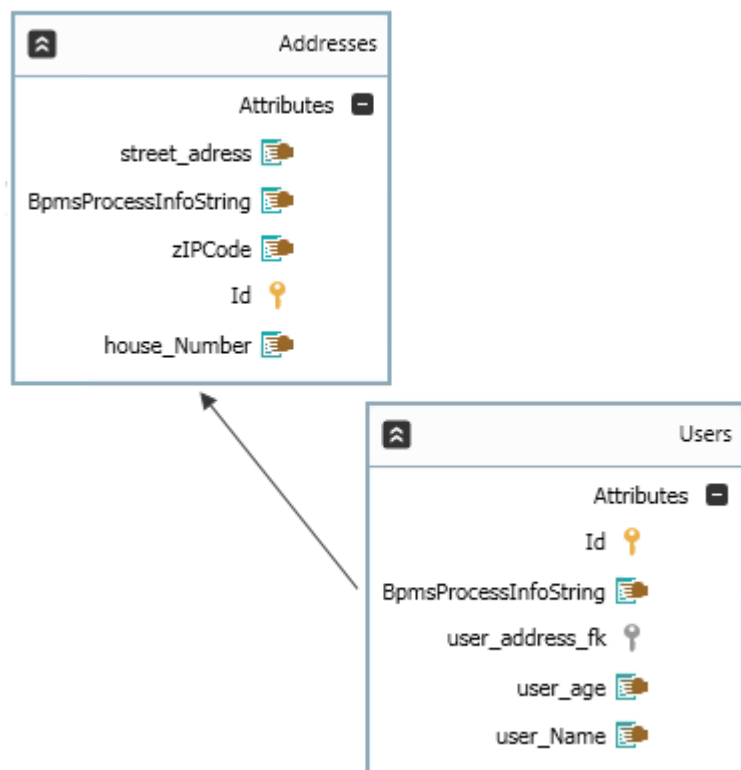 Addresses
Attributes
street_adress
BpmsProcessInfoString
zIPCode
Id
house_Number
Users
Attributes
Id
BpmsProcessInfoString
user_address_fk
user_age
user_Name